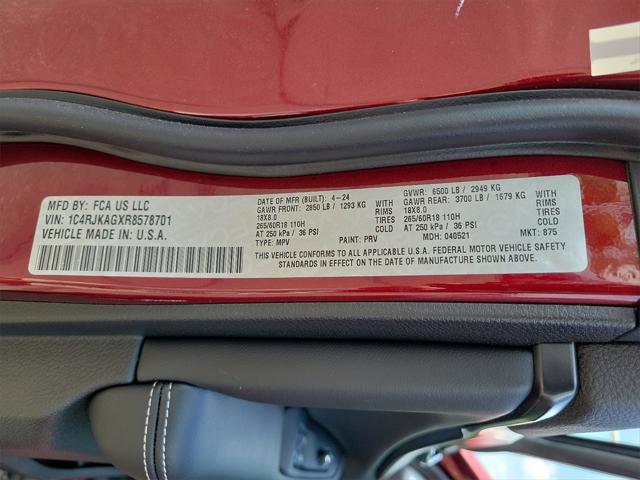 MFD BY: FCA US LLC
VIN: 1C4RJKAGXR8578701
VEHICLE MADE IN: U.S.A.
DATE OF MFR (BUILT): 4-24
GAWR FRONT: 2850 LB / 1293 KG WITH
18X8.0 RIMS
265/60R18 110H TIRES
AT 250 kPa / 36 PSI COLD
TYPE: MPV PAINT: PRV
GVWR: 6500 LB / 2949 KG
GAWR REAR: 3700 LB / 1679 KG WITH
18X8.0 RIMS
265/60R18 110H TIRES
AT 250 kPa / 36 PSI COLD
MDH: 040521 MKT: 875
THIS VEHICLE CONFORMS TO ALL APPLICABLE U.S.A. FEDERAL MOTOR VEHICLE SAFETY
STANDARDS IN EFFECT ON THE DATE OF MANUFACTURE SHOWN ABOVE.